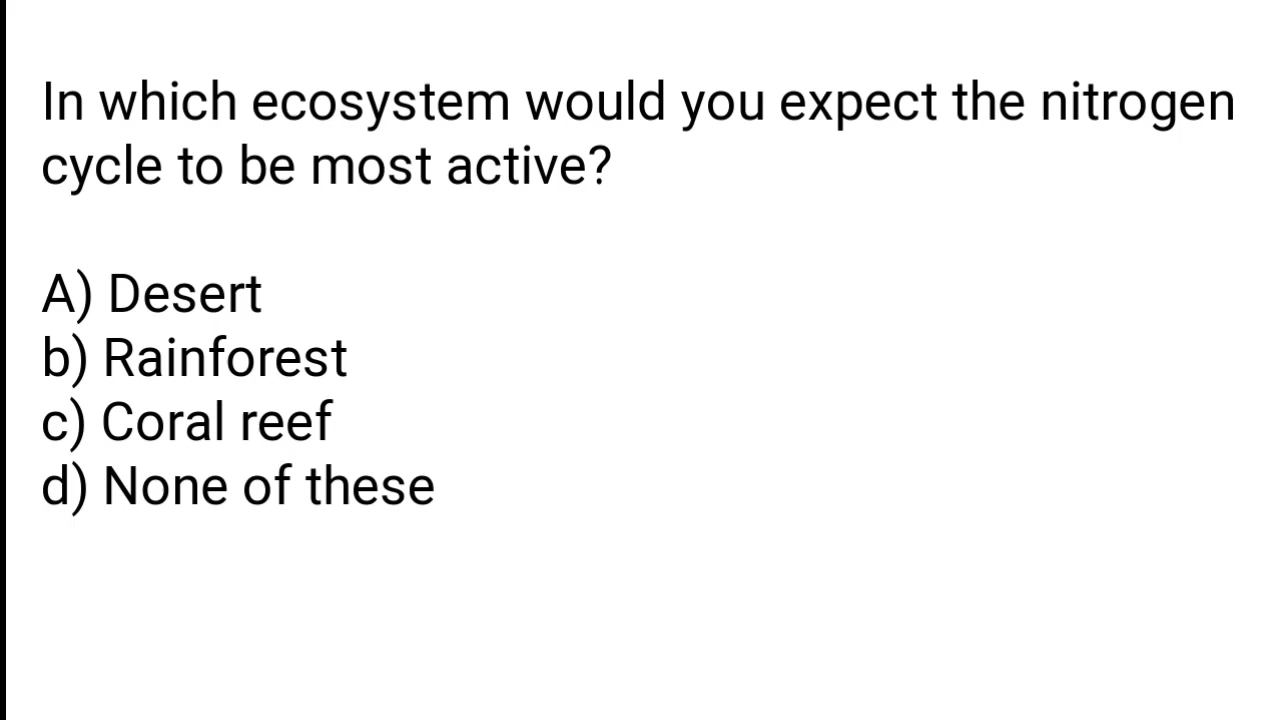 In which ecosystem would you expect the nitrogen
cycle to be most active?
A) Desert
b) Rainforest
c) Coral reef
d) None of these